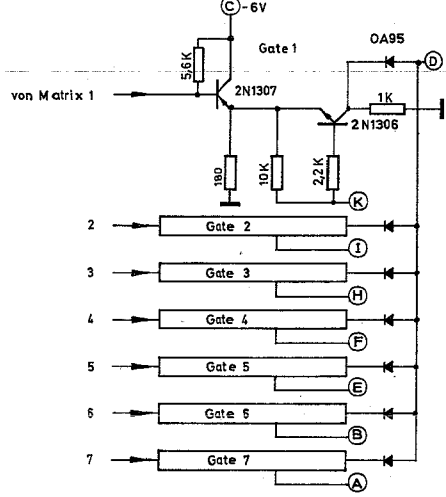 C -6V
Gate 1
OA95
5,6K
D
von Matrix 1
2N1307
1K
2N1306
180
10K
2,2K
K
2 Gate 2
I
3 Gate 3
H
4 Gate 4
F
5 Gate 5
E
6 Gate 6
B
7 Gate 7
A